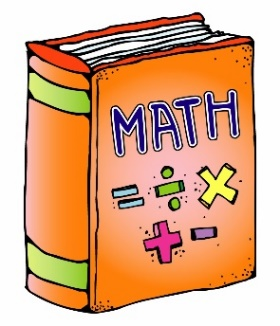 MATH
= ÷ ×
+ -